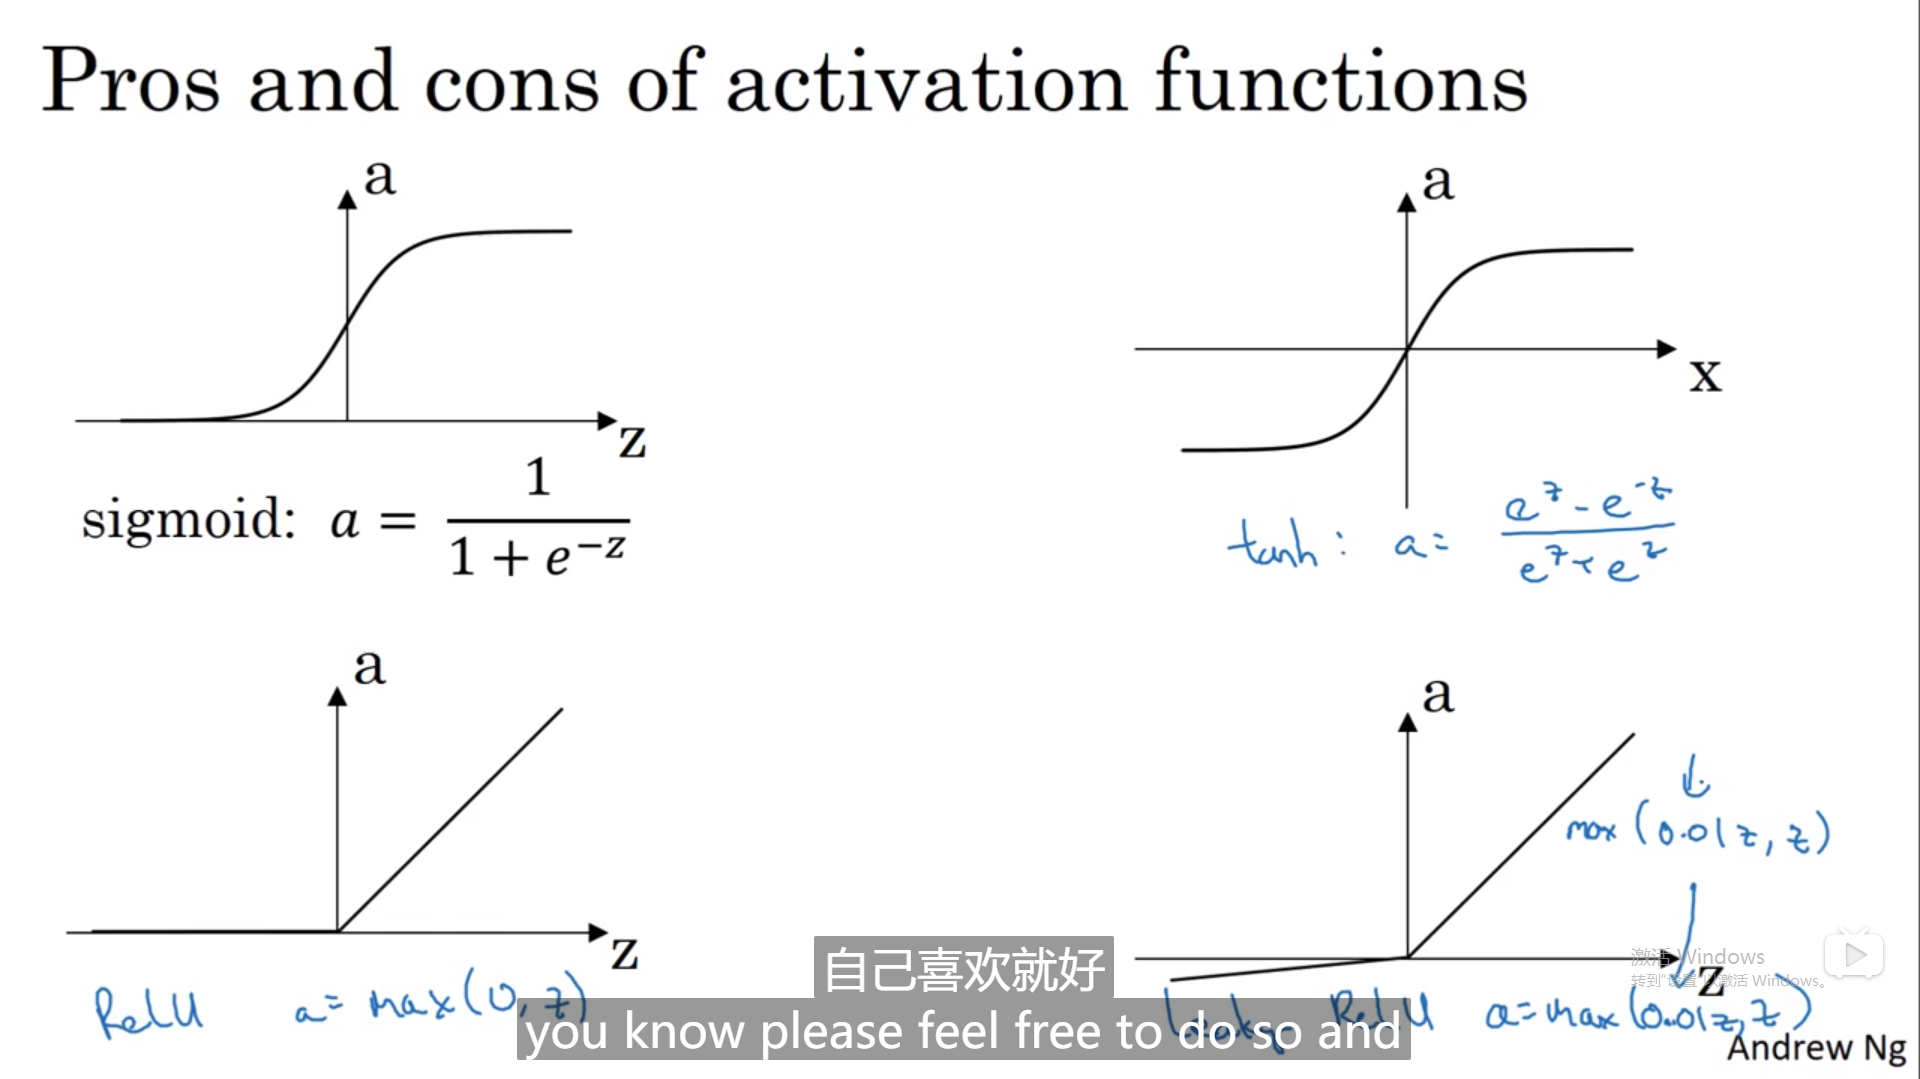 Pros and cons of activation functions
a
z
sigmoid: a = 1 / (1 + e^{-z})
a
x
tanh: a = (e^z - e^{-z}) / (e^z + e^z)
a
z
ReLU a = max(0, z)
a
max (0.01z, z)
z
Leaky ReLU a = max(0.01z, z)
激活 Windows
转到“设置”以激活 Windows。
自己喜欢就好
you know please feel free to do so and
Andrew Ng